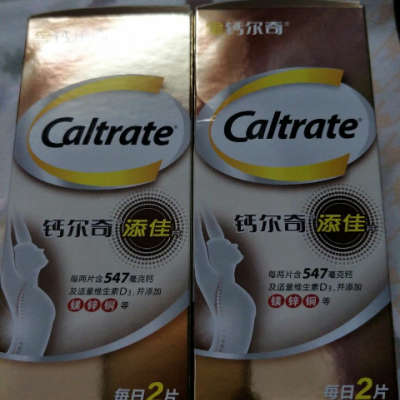 金钙尔奇®
Caltrate®
钙尔奇 添佳片
每两片含547毫克钙
及适量维生素D3,并添加
镁 锌 铜 等
每日2片
金钙尔奇®
Caltrate®
钙尔奇 添佳片
每两片含547毫克钙
及适量维生素D3,并添加
镁 锌 铜 等
每日2片